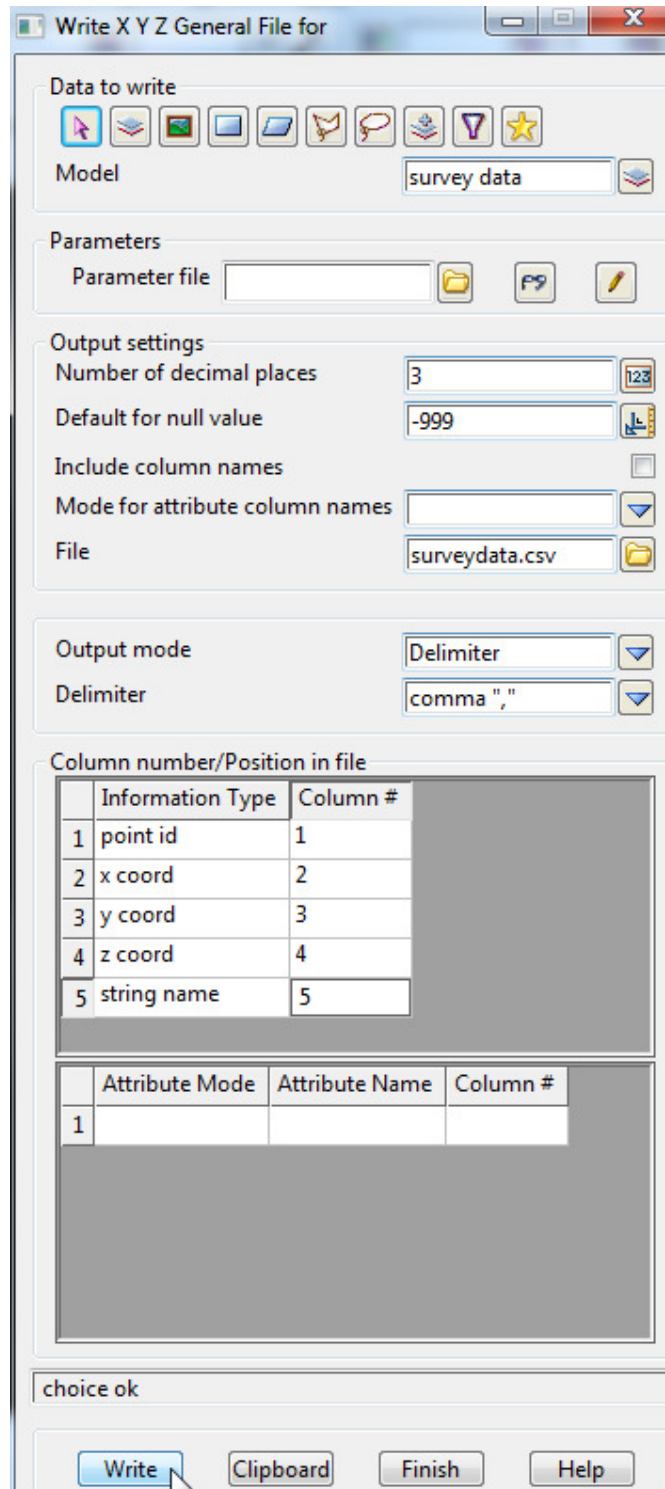 Write X Y Z General File for
Data to write
Model survey data
Parameters
Parameter file
F9
Output settings
Number of decimal places 3
123
Default for null value -999
Include column names
Mode for attribute column names
File surveydata.csv
Output mode Delimiter
Delimiter comma ","
Column number/Position in file
Information Type Column #
1 point id 1
2 x coord 2
3 y coord 3
4 z coord 4
5 string name 5
Attribute Mode Attribute Name Column #
1
choice ok
Write Clipboard Finish Help